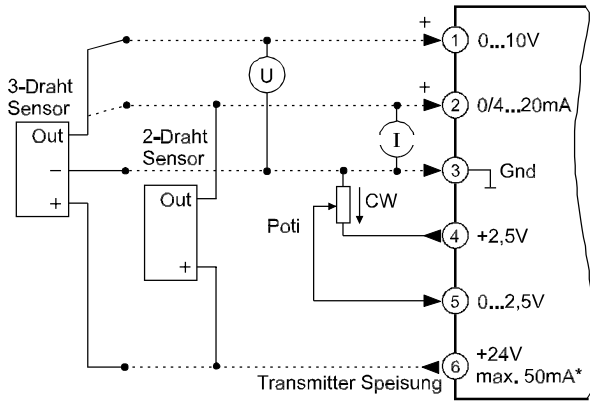 +
1 0...10V
3-Draht
Sensor
U
+
2 0/4...20mA
Out
2-Draht
Sensor
I
−
3 Gnd
+
Out
CW
Poti
4 +2,5V
+
5 0...2,5V
6 +24V
max. 50mA*
Transmitter Speisung